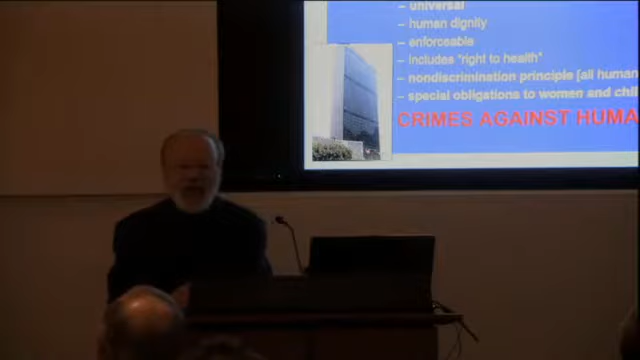 – universal
– human dignity
– enforceable
– includes "right to health"
– nondiscrimination principle [all human
– special obligations to women and chil
CRIMES AGAINST HUMA